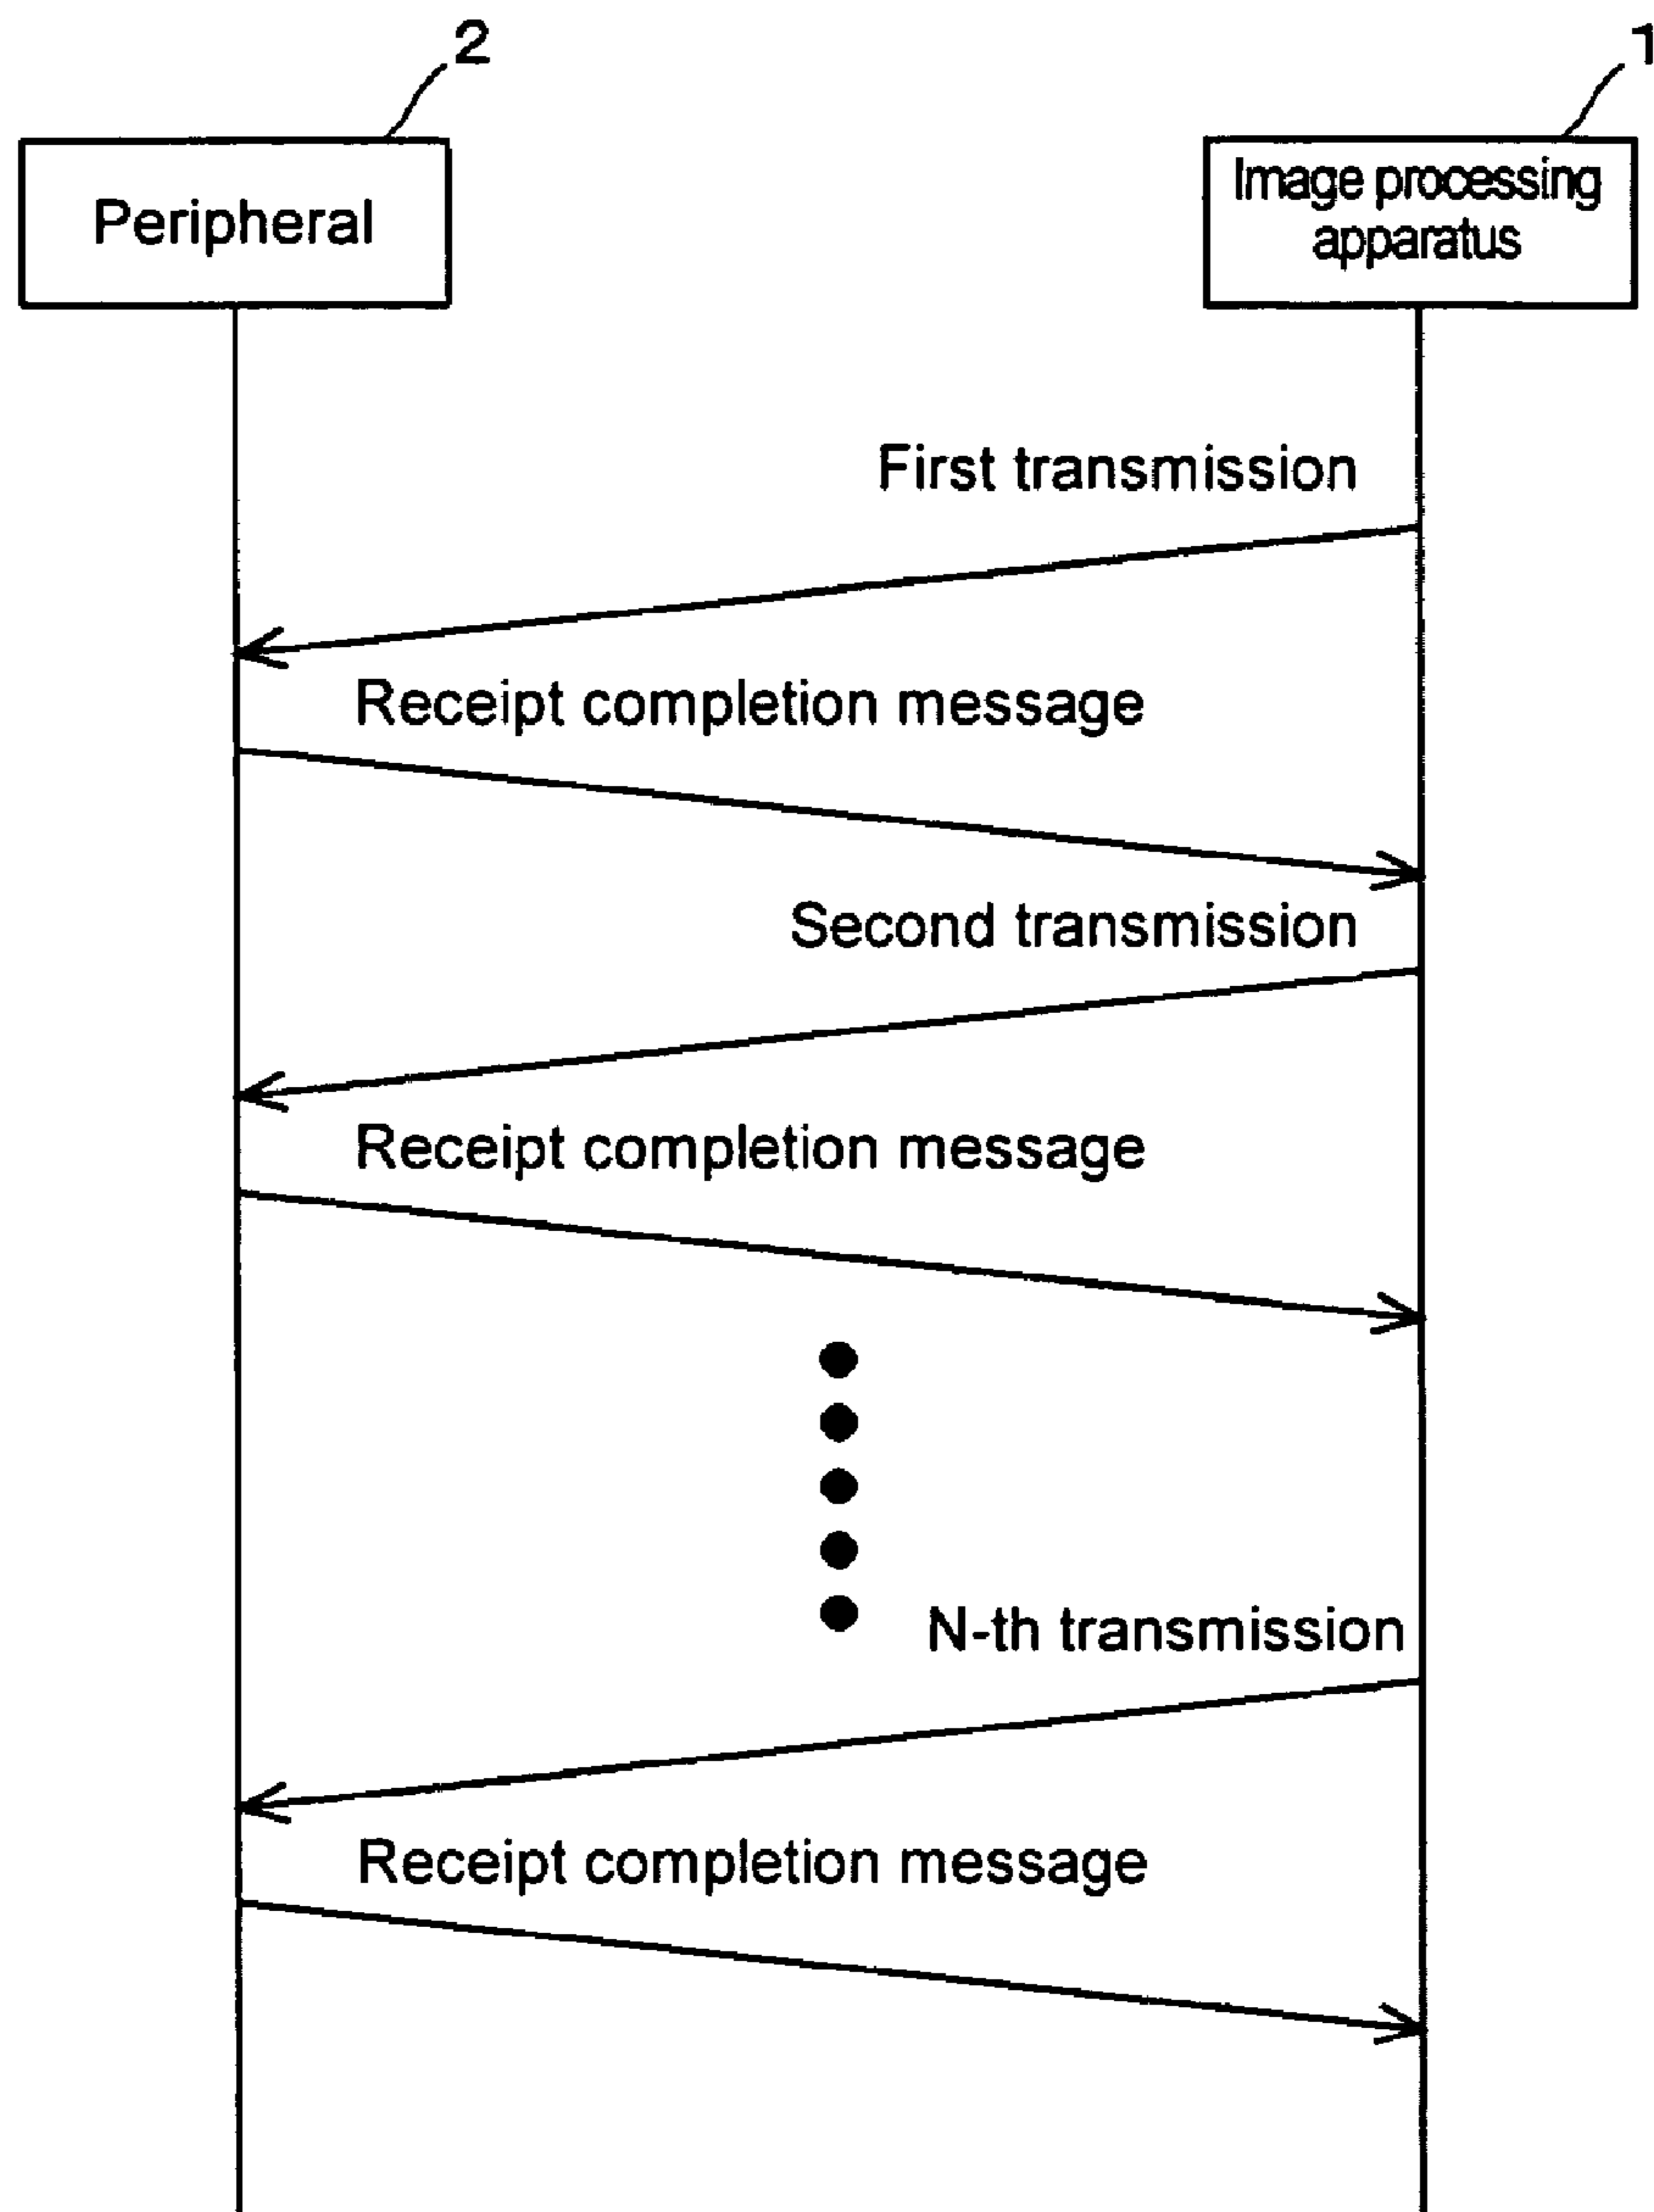 2
1
Peripheral
Image processing
apparatus
First transmission
Receipt completion message
Second transmission
Receipt completion message
N-th transmission
Receipt completion message